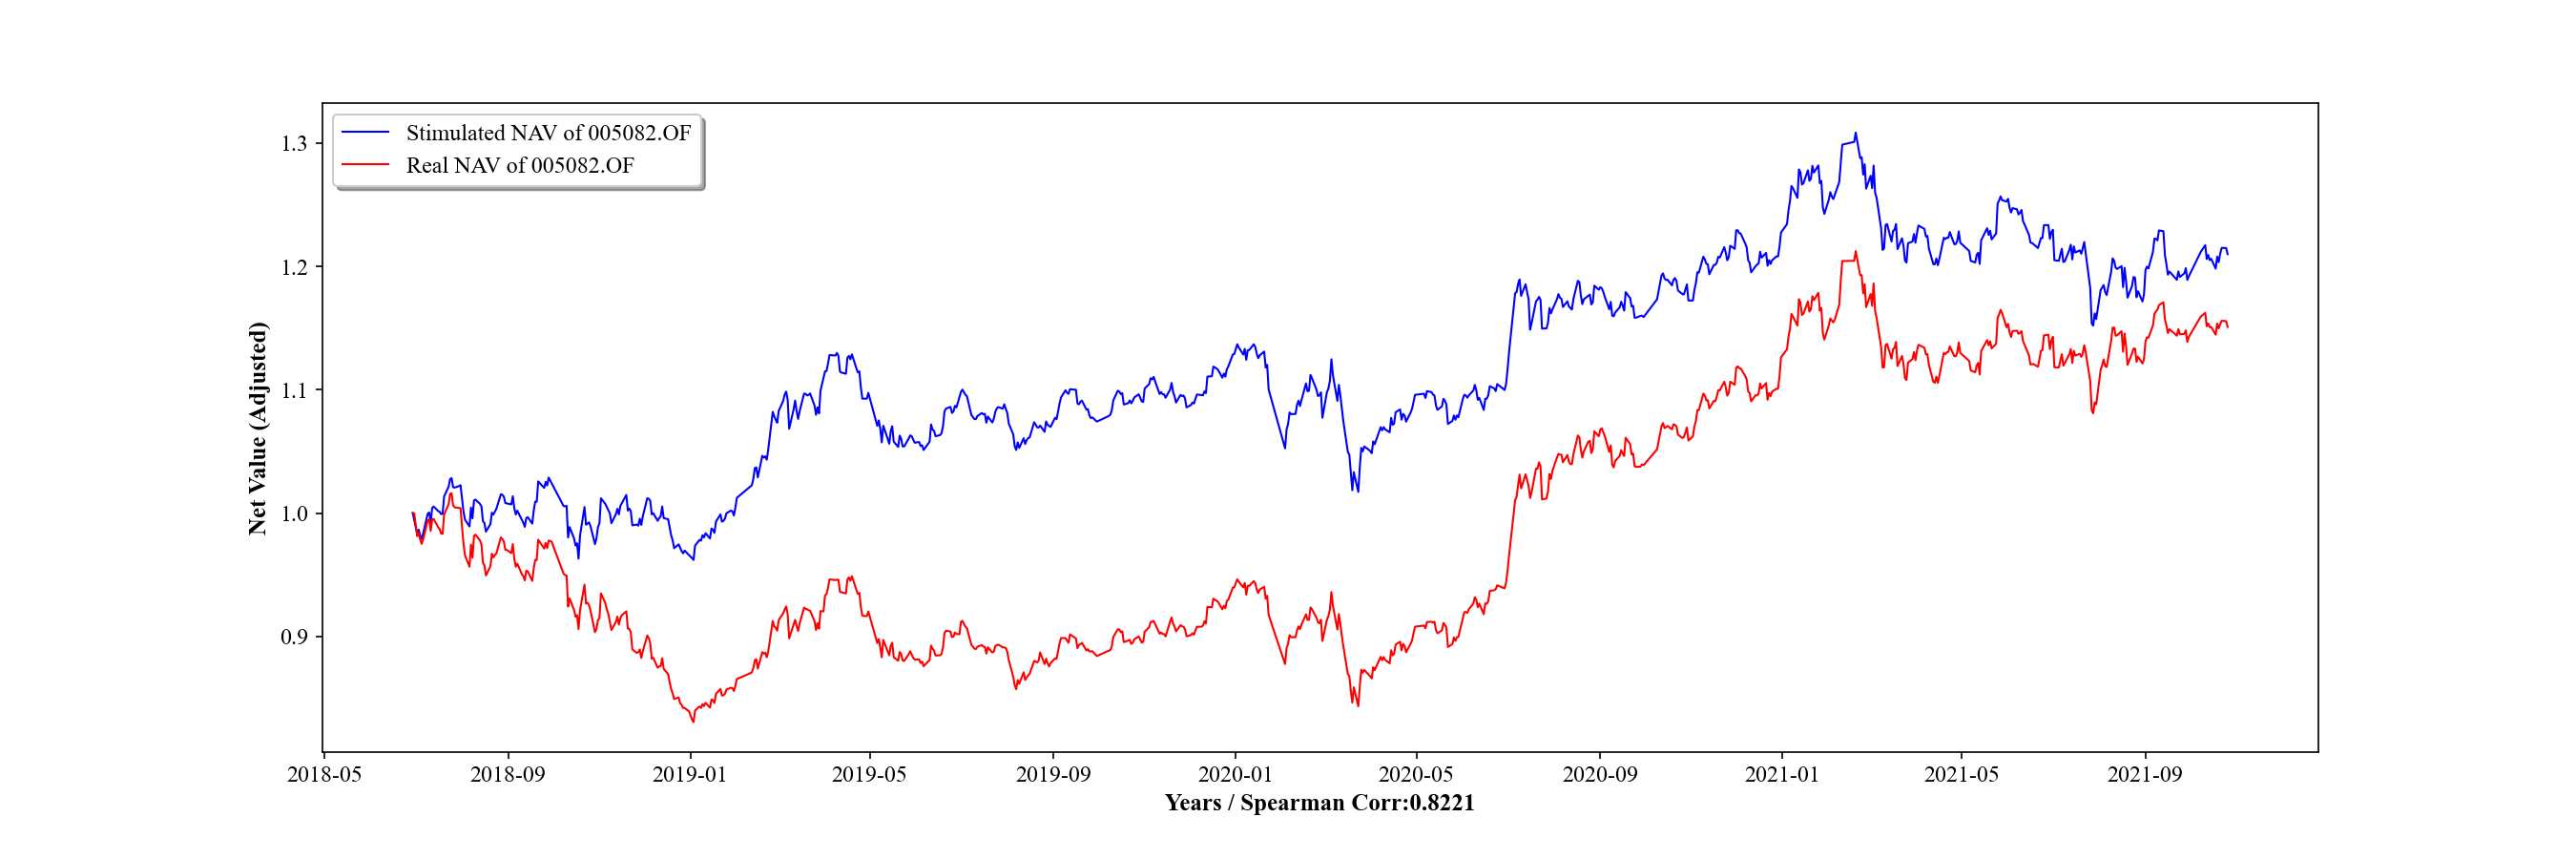 Stimulated NAV of 005082.OF
Real NAV of 005082.OF
Net Value (Adjusted)
1.3
1.2
1.1
1.0
0.9
2018-05 2018-09 2019-01 2019-05 2019-09 2020-01 2020-05 2020-09 2021-01 2021-05 2021-09
Years / Spearman Corr:0.8221